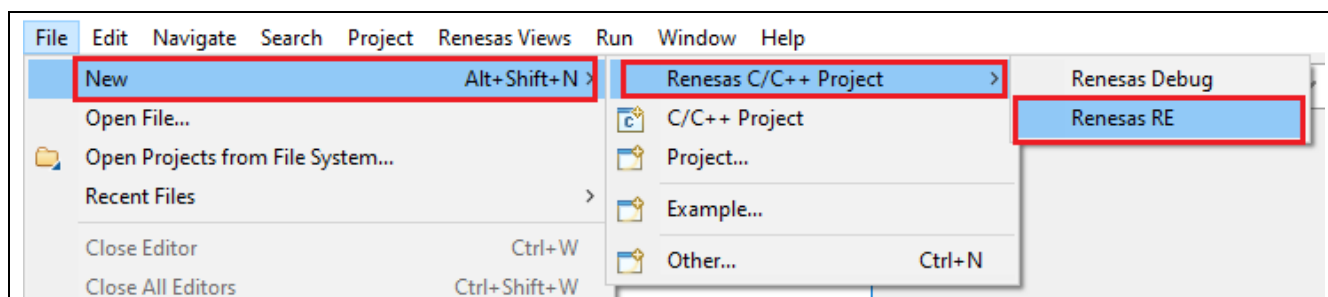 File Edit Navigate Search Project Renesas Views Run Window Help
New Alt+Shift+N >
Open File...
Open Projects from File System...
Recent Files >
Close Editor Ctrl+W
Close All Editors Ctrl+Shift+W
Renesas C/C++ Project >
C/C++ Project
Project...
Example...
Other... Ctrl+N
Renesas Debug
Renesas RE